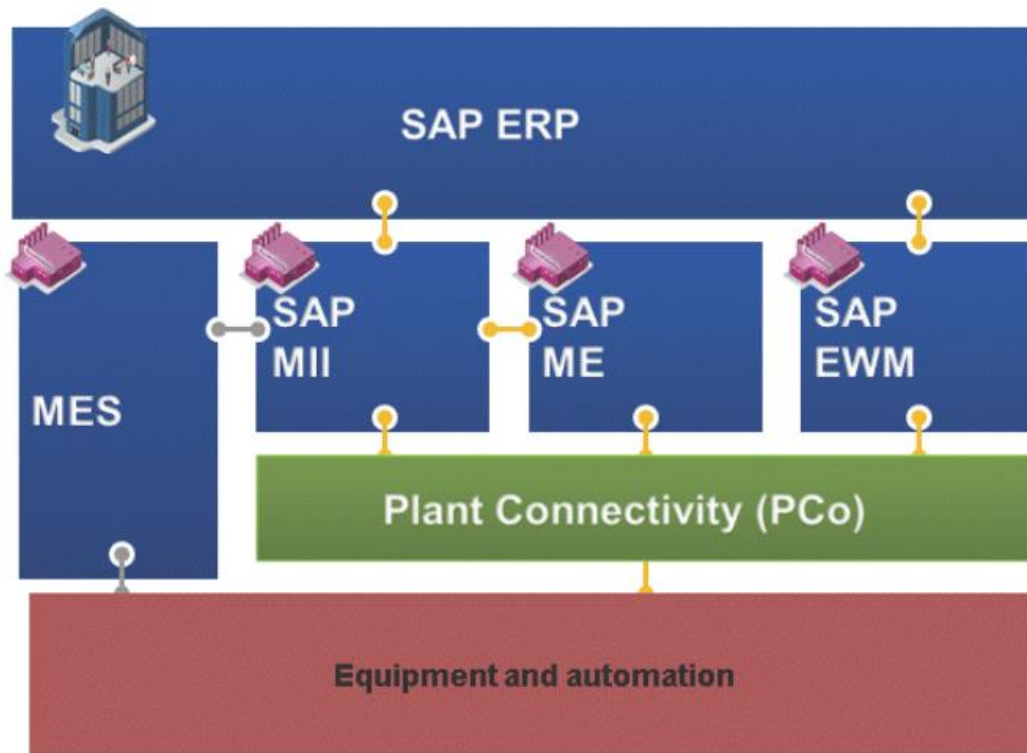 SAP ERP
MES
SAP
MII
SAP
ME
SAP
EWM
Plant Connectivity (PCo)
Equipment and automation